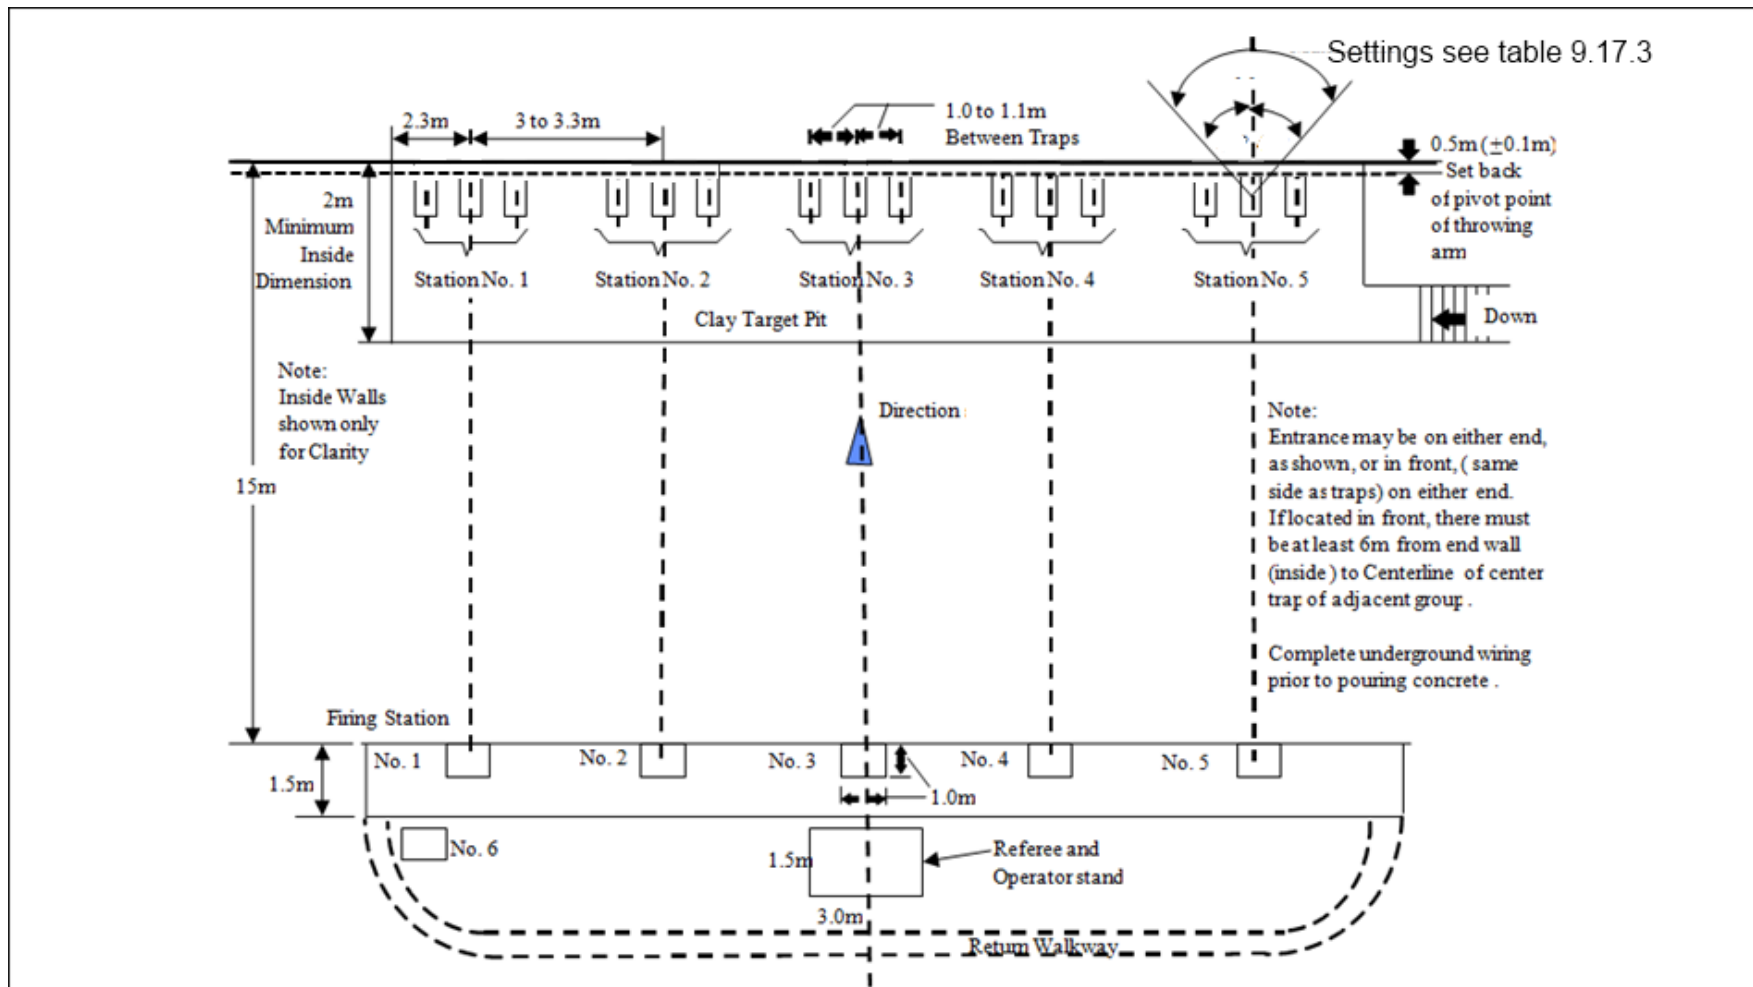 Settings see table 9.17.3
2.3m
3 to 3.3m
1.0 to 1.1m
Between Traps
0.5m (±0.1m)
Set back
of pivot point
of throwing
arm
2m
Minimum
Inside
Dimension
Station No. 1
Station No. 2
Station No. 3
Station No. 4
Station No. 5
Clay Target Pit
Down
Note:
Inside Walls
shown only
for Clarity
Direction
Note:
Entrance may be on either end,
as shown, or in front, ( same
side as traps) on either end.
If located in front, there must
be at least 6m from end wall
(inside ) to Centerline of center
trap of adjacent group .
15m
Complete underground wiring
prior to pouring concrete .
Firing Station
No. 1
No. 2
No. 3
No. 4
No. 5
1.5m
1.0m
No. 6
1.5m
Referee and
Operator stand
3.0m
Return Walkway